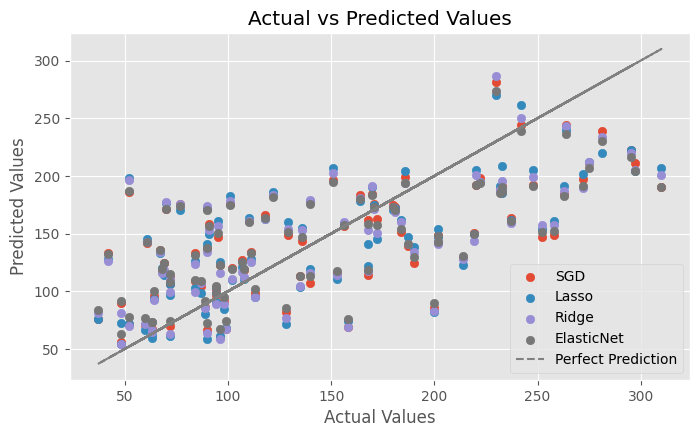 Actual vs Predicted Values
300
250
200
150
100
50
Predicted Values
SGD
Lasso
Ridge
ElasticNet
Perfect Prediction
50
100
150
200
250
300
Actual Values